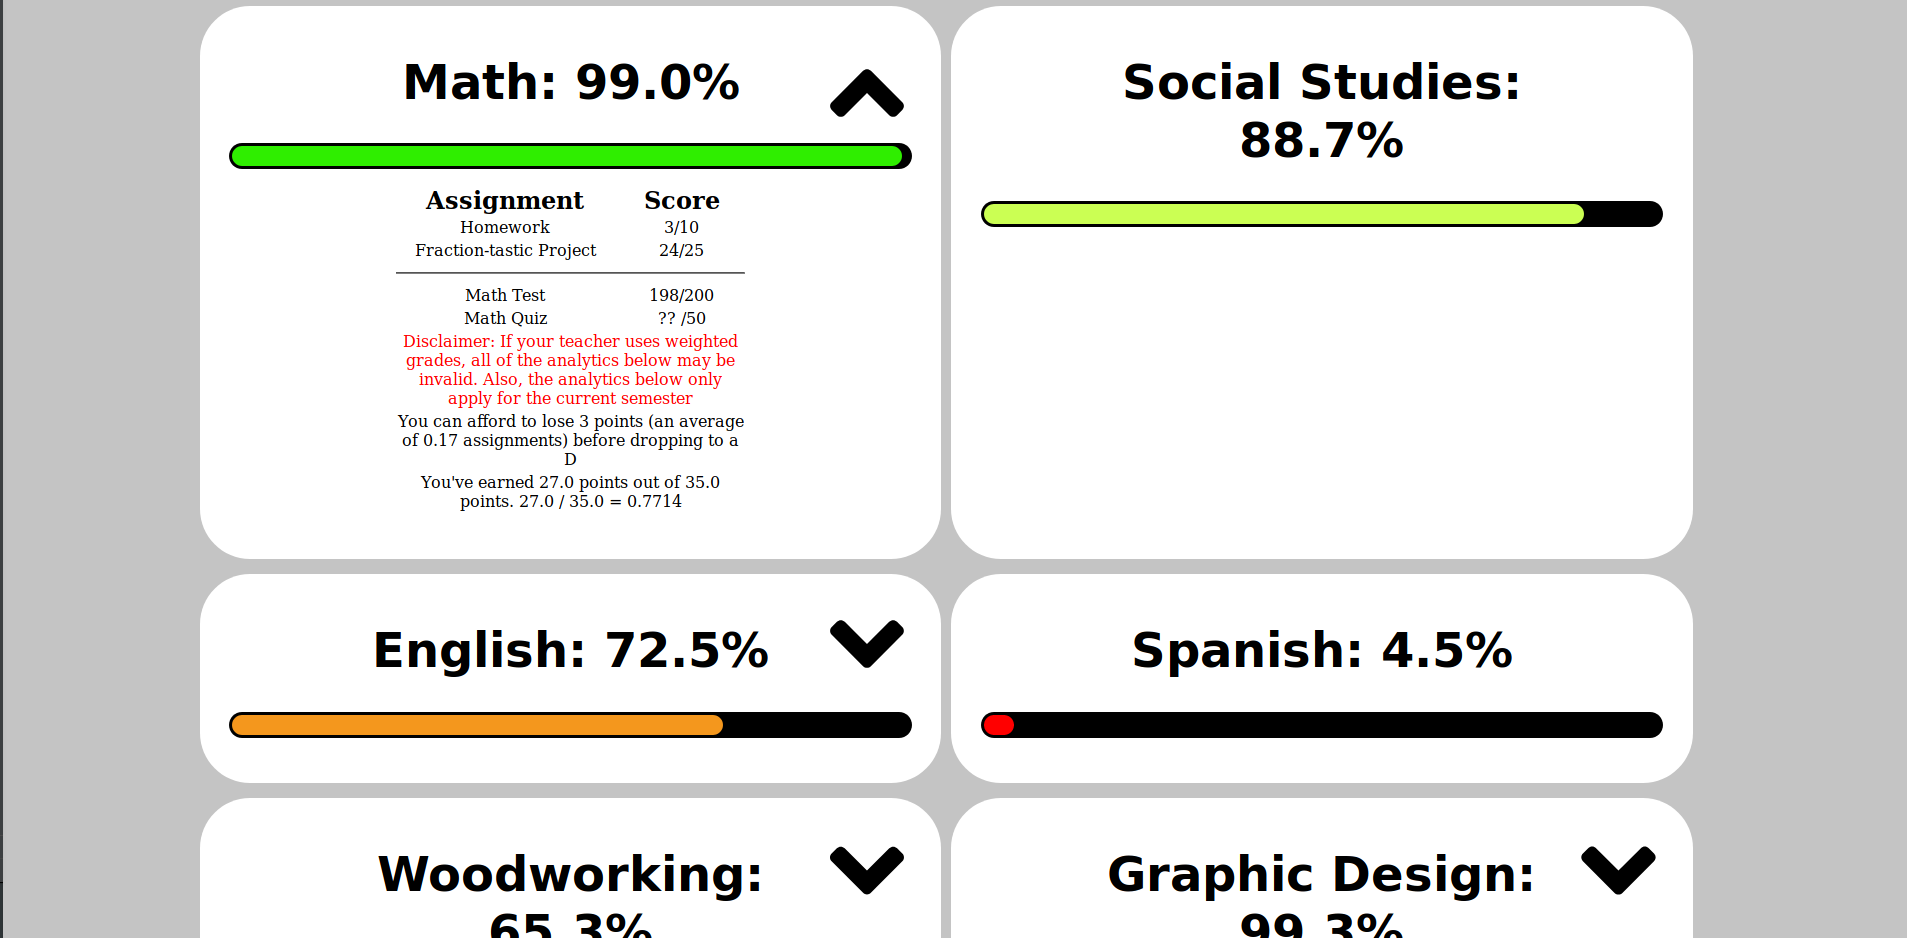 Math: 99.0%
Assignment Score
Homework 3/10
Fraction-tastic Project 24/25
Math Test 198/200
Math Quiz ?? /50
Disclaimer: If your teacher uses weighted
grades, all of the analytics below may be
invalid. Also, the analytics below only
apply for the current semester
You can afford to lose 3 points (an average
of 0.17 assignments) before dropping to a
D
You've earned 27.0 points out of 35.0
points. 27.0 / 35.0 = 0.7714
Social Studies:
88.7%
English: 72.5%
Spanish: 4.5%
Woodworking:
65.3%
Graphic Design:
99.3%